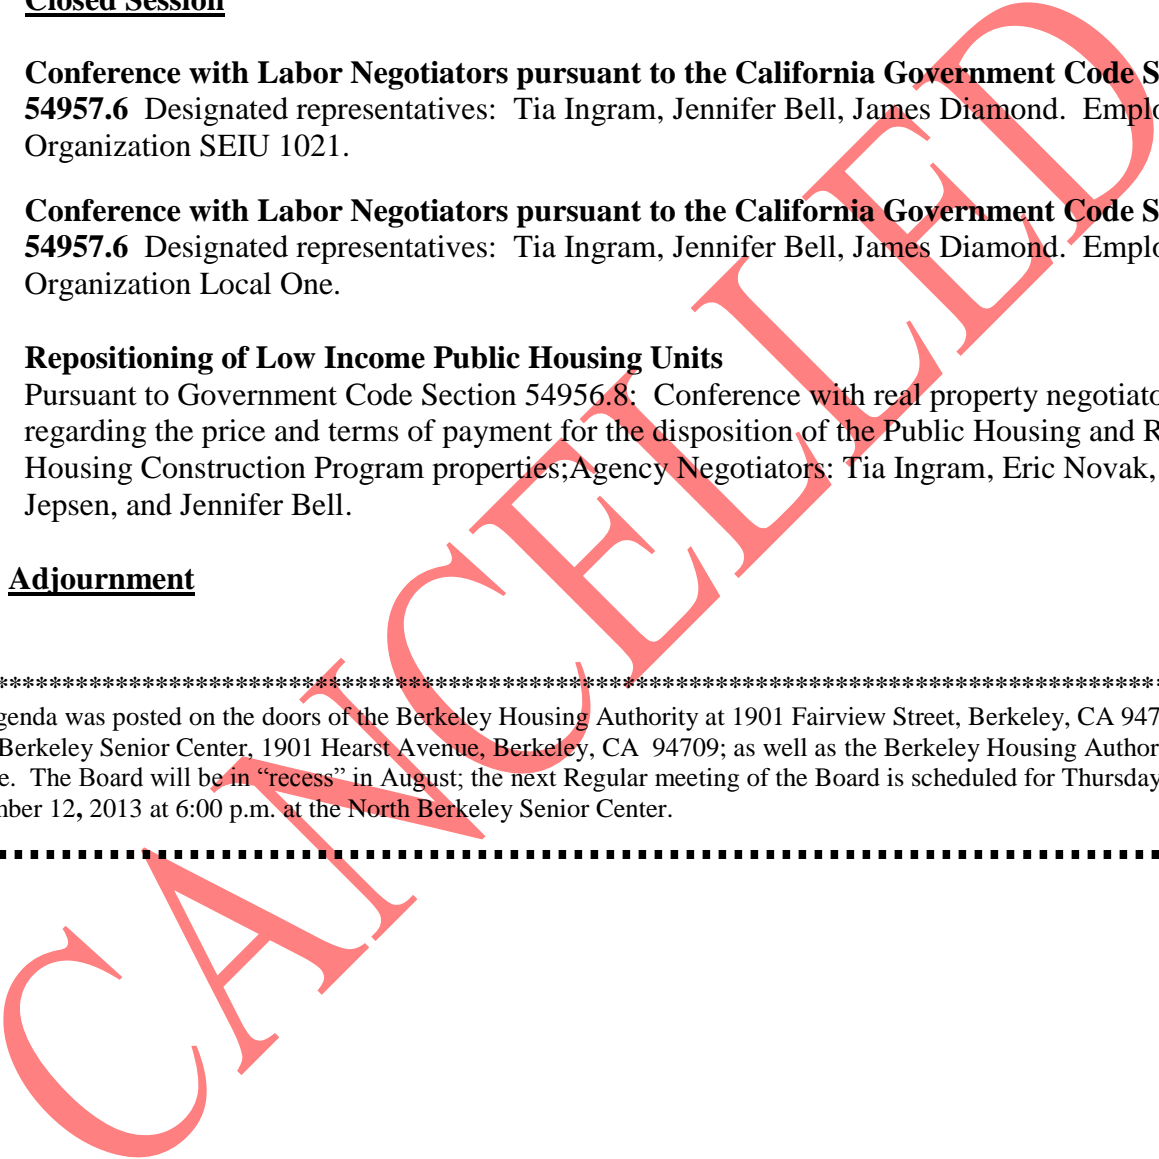 Closed Session
Conference with Labor Negotiators pursuant to the California Government Code S
54957.6 Designated representatives: Tia Ingram, Jennifer Bell, James Diamond. Emplo
Organization SEIU 1021.
Conference with Labor Negotiators pursuant to the California Government Code S
54957.6 Designated representatives: Tia Ingram, Jennifer Bell, James Diamond. Emplo
Organization Local One.
Repositioning of Low Income Public Housing Units
Pursuant to Government Code Section 54956.8: Conference with real property negotiato
regarding the price and terms of payment for the disposition of the Public Housing and R
Housing Construction Program properties;Agency Negotiators: Tia Ingram, Eric Novak,
Jepsen, and Jennifer Bell.
Adjournment
genda was posted on the doors of the Berkeley Housing Authority at 1901 Fairview Street, Berkeley, CA 947
Berkeley Senior Center, 1901 Hearst Avenue, Berkeley, CA 94709; as well as the Berkeley Housing Author
e. The Board will be in “recess” in August; the next Regular meeting of the Board is scheduled for Thursday
mber 12, 2013 at 6:00 p.m. at the North Berkeley Senior Center.
CANCELLED